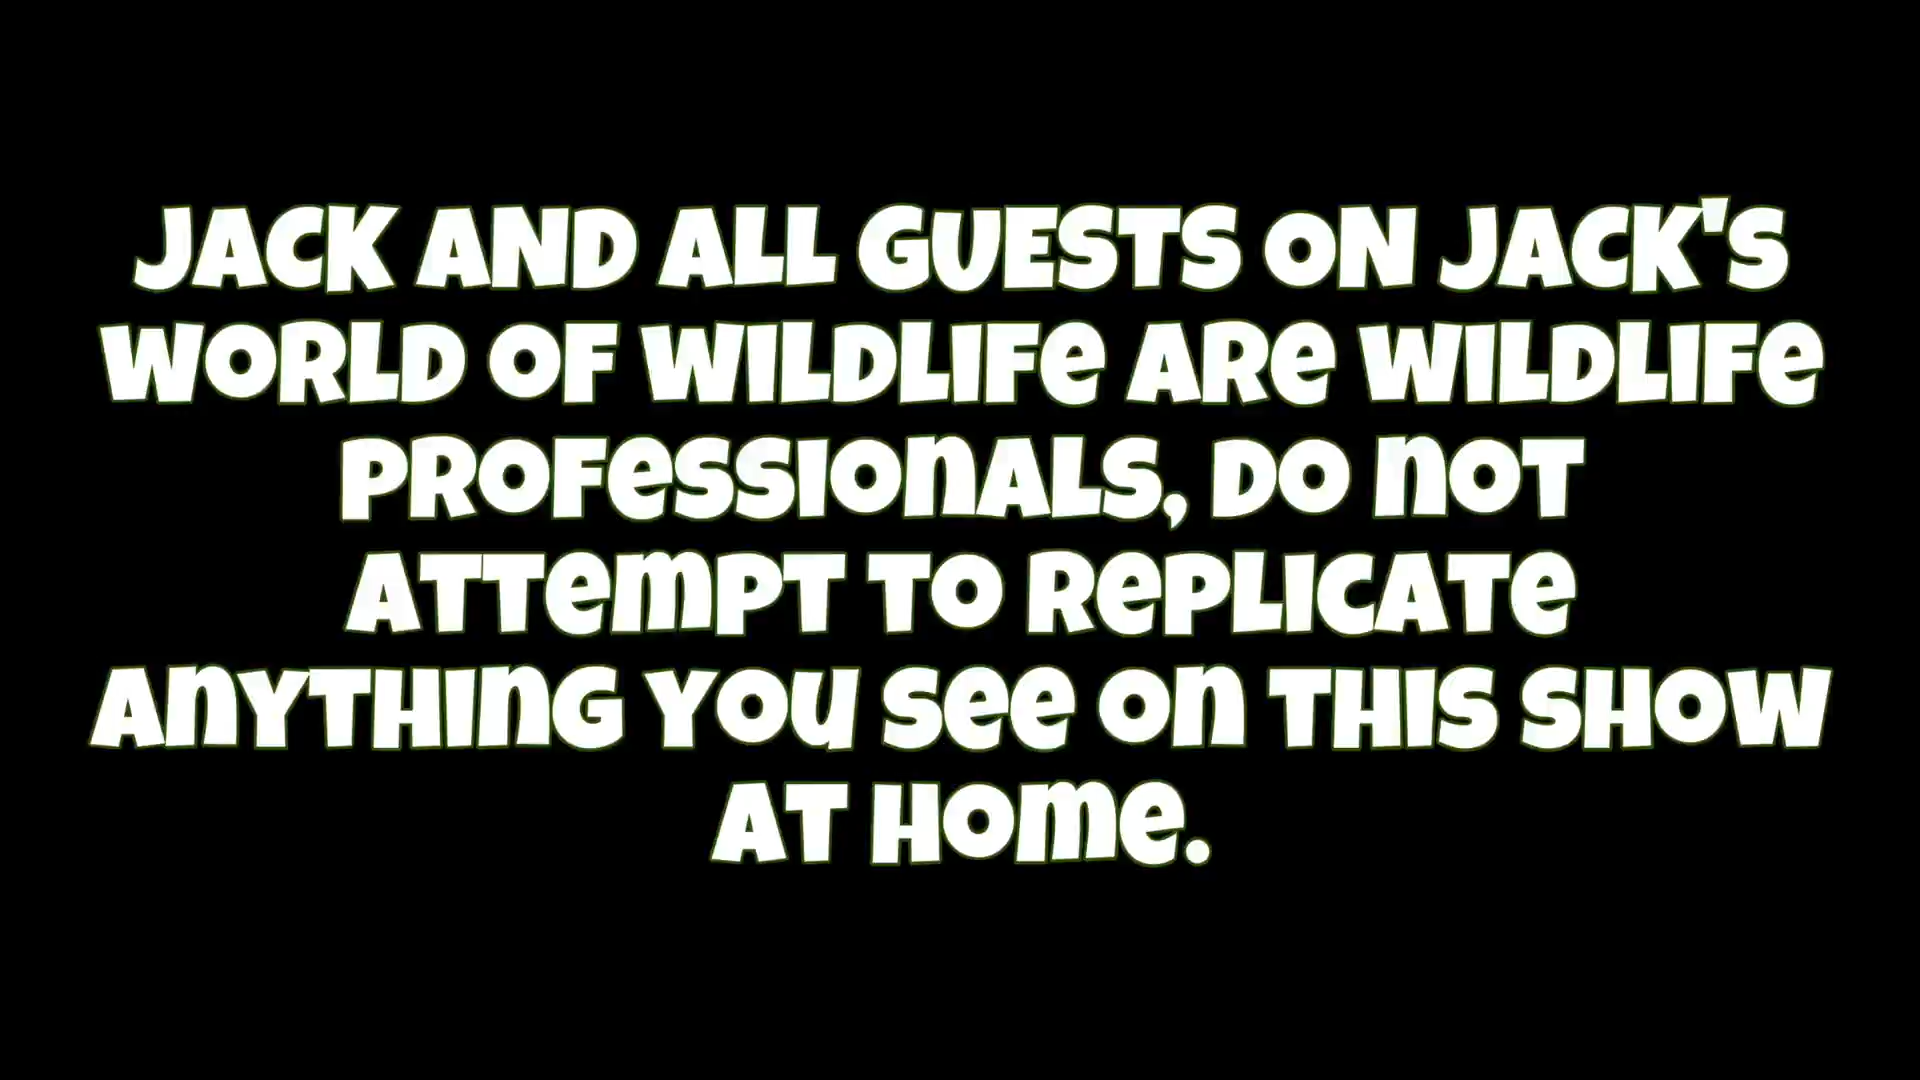 JACK AND ALL GUESTS ON JACK'S
WORLD OF WILDLIFE ARE WILDLIFE
PROFESSIONALS, DO NOT
ATTEMPT TO REPLICATE
ANYTHING YOU SEE ON THIS SHOW
AT HOME.